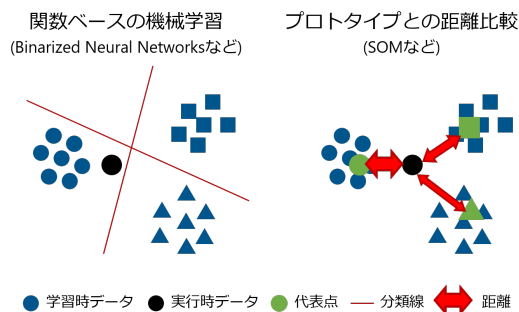 関数ベースの機械学習
(Binarized Neural Networksなど)
プロトタイプとの距離比較
(SOMなど)
学習時データ
実行時データ
代表点
分類線
距離